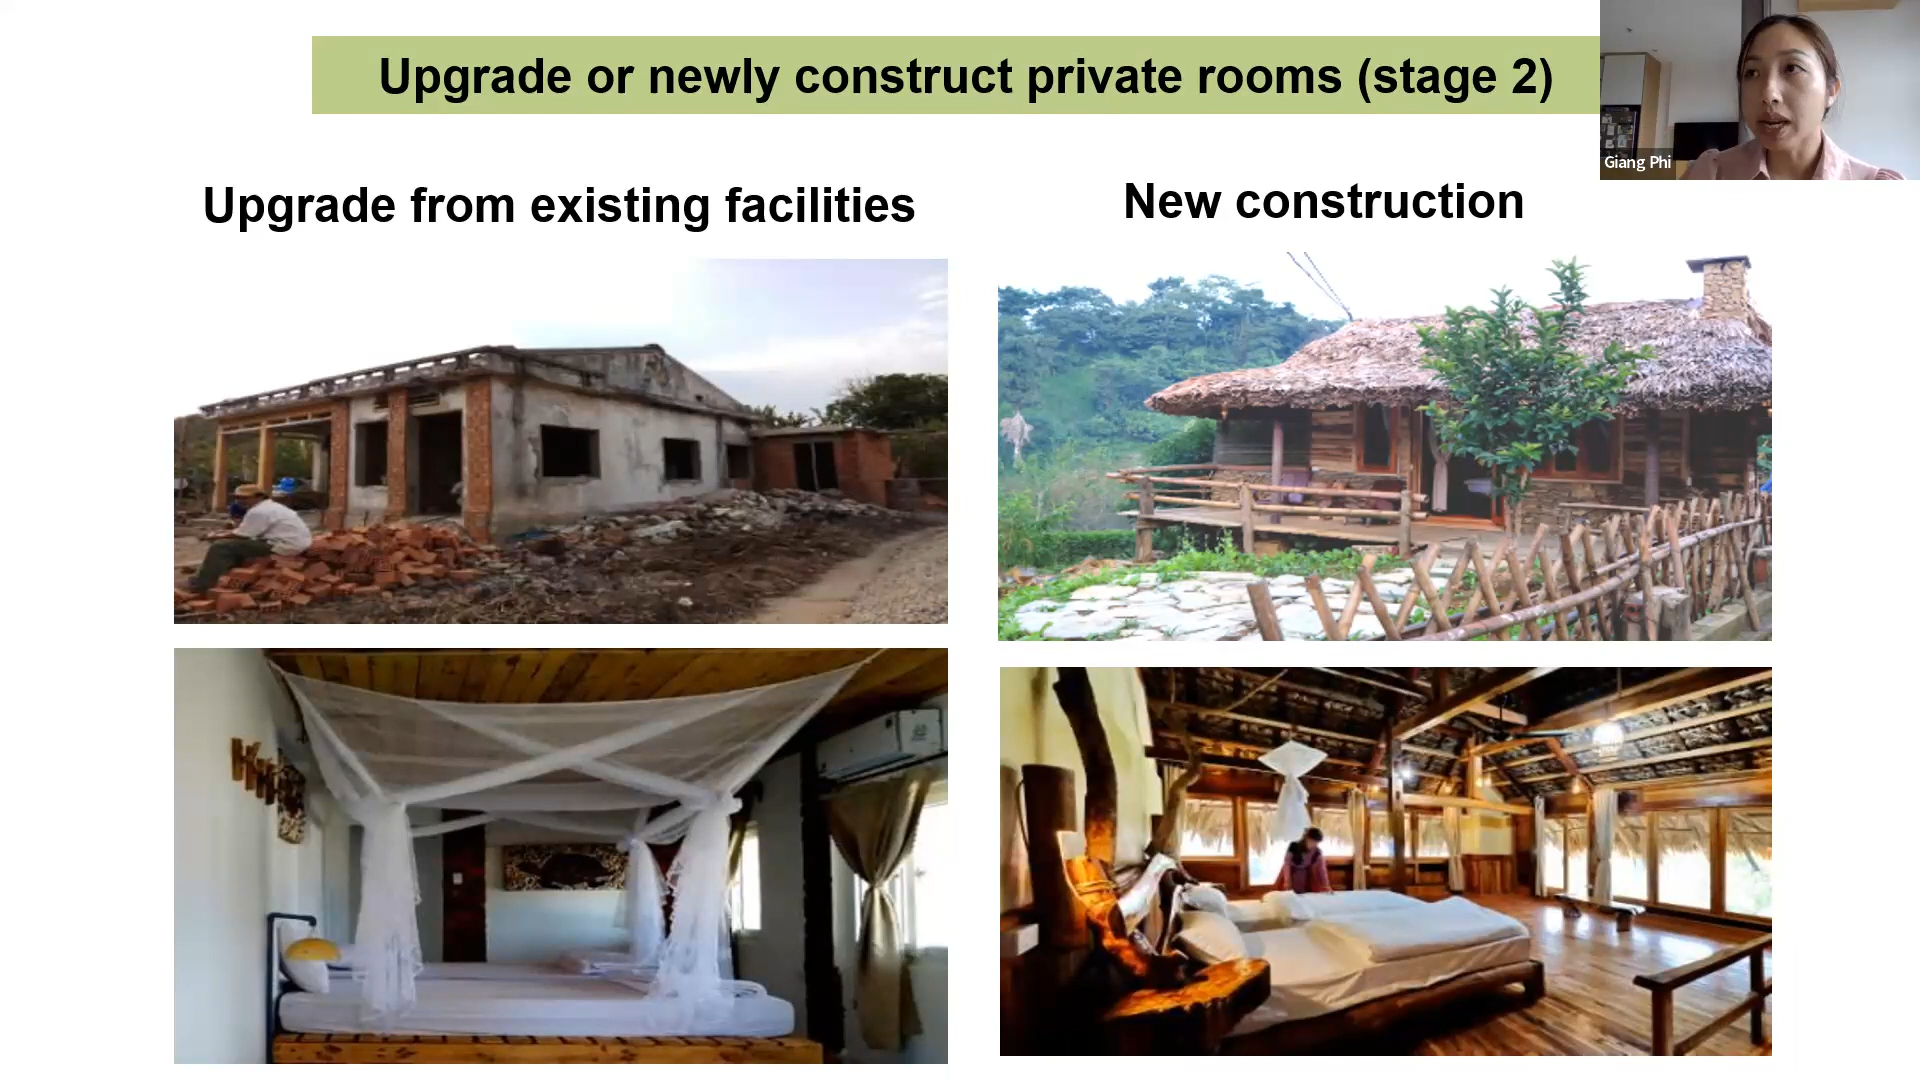 Upgrade or newly construct private rooms (stage 2)
Giang Phi
Upgrade from existing facilities
New construction